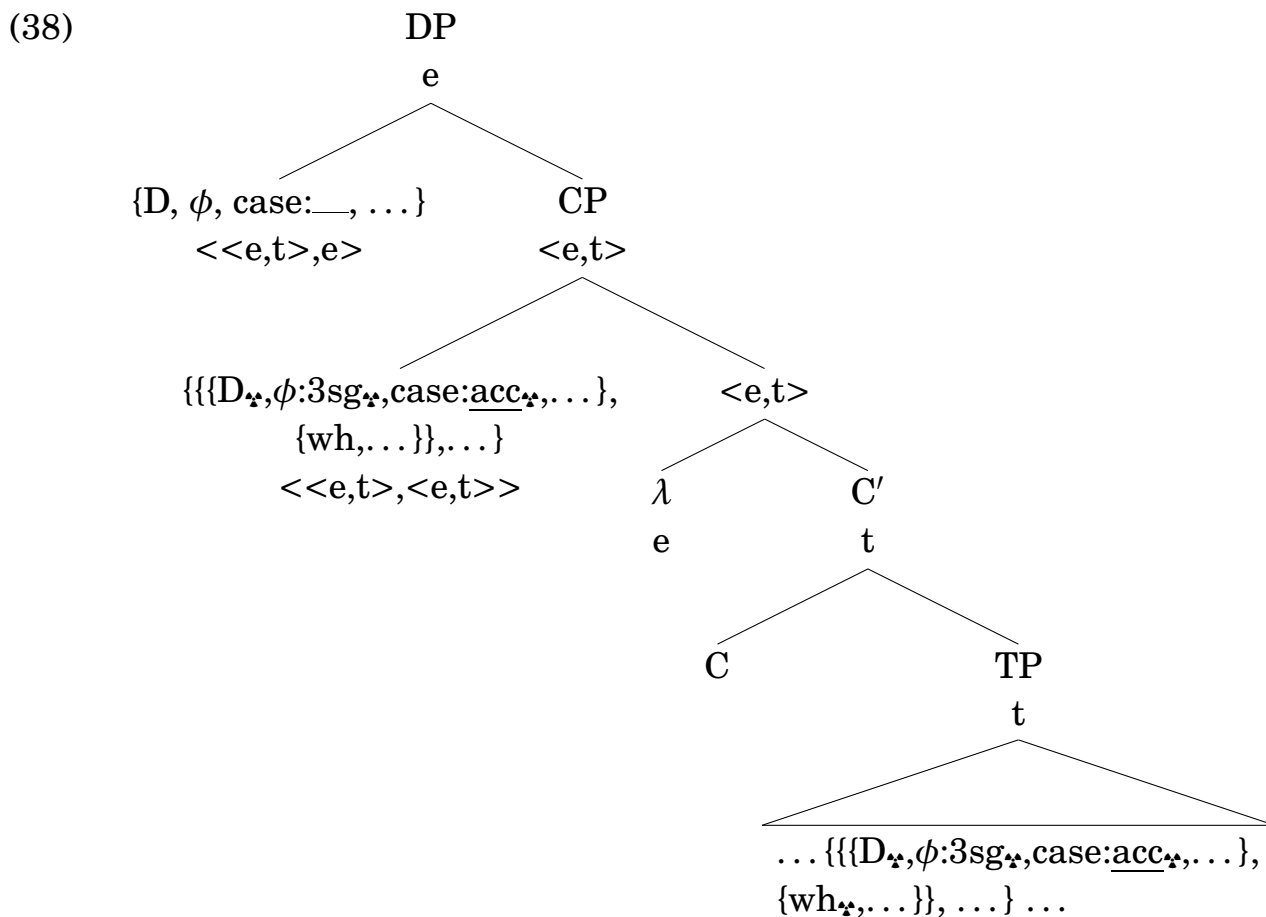 (38)
DP
e
{D, ϕ, case:__, ...} CP
<<e,t>,e> <e,t>
{{{D☢,ϕ:3sg☢,case:acc☢,...}, <e,t>
{wh,...}},...}
<<e,t>,<e,t>> λ C′
e t
C TP
t
... {{{D☢,ϕ:3sg☢,case:acc☢,...},
{wh☢,...}}, ...} ...